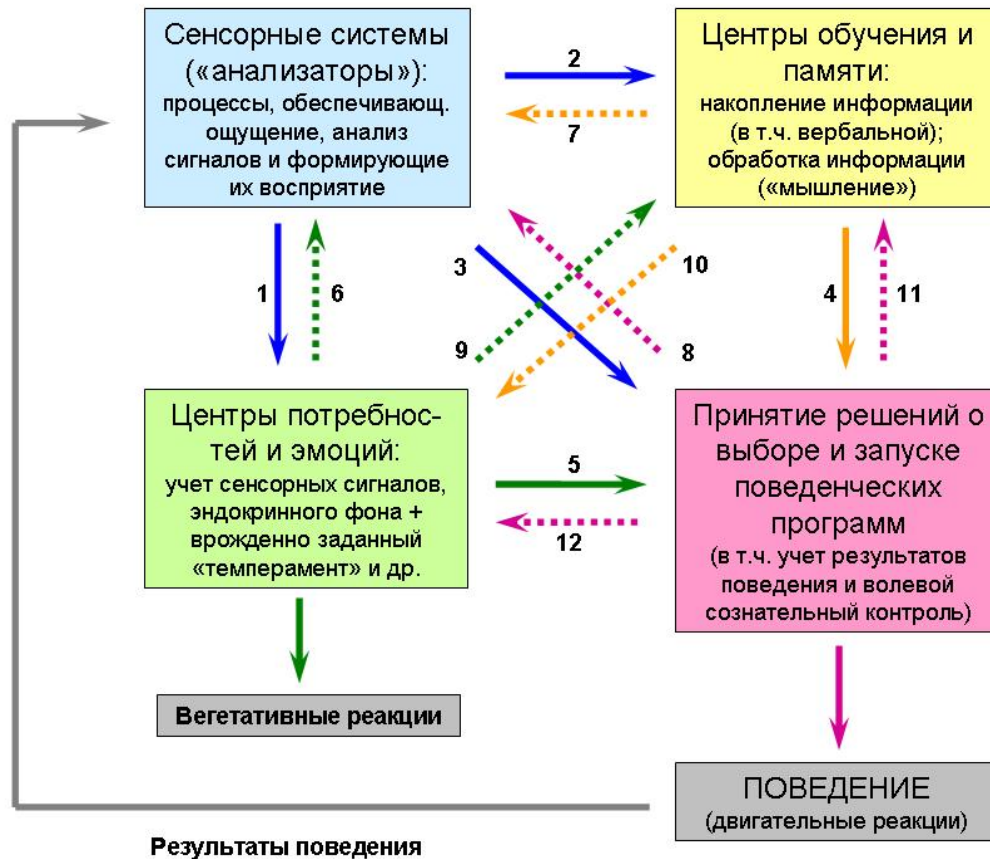 Сенсорные системы
(«анализаторы»):
процессы, обеспечивающ.
ощущение, анализ
сигналов и формирующие
их восприятие
2
7
Центры обучения и
памяти:
накопление информации
(в т.ч. вербальной);
обработка информации
(«мышление»)
1
6
3
10
4
11
9
8
Центры потребнос-
тей и эмоций:
учет сенсорных сигналов,
эндокринного фона +
врожденно заданный
«темперамент» и др.
5
12
Принятие решений о
выборе и запуске
поведенческих
программ
(в т.ч. учет результатов
поведения и волевой
сознательный контроль)
Вегетативные реакции
ПОВЕДЕНИЕ
(двигательные реакции)
Результаты поведения